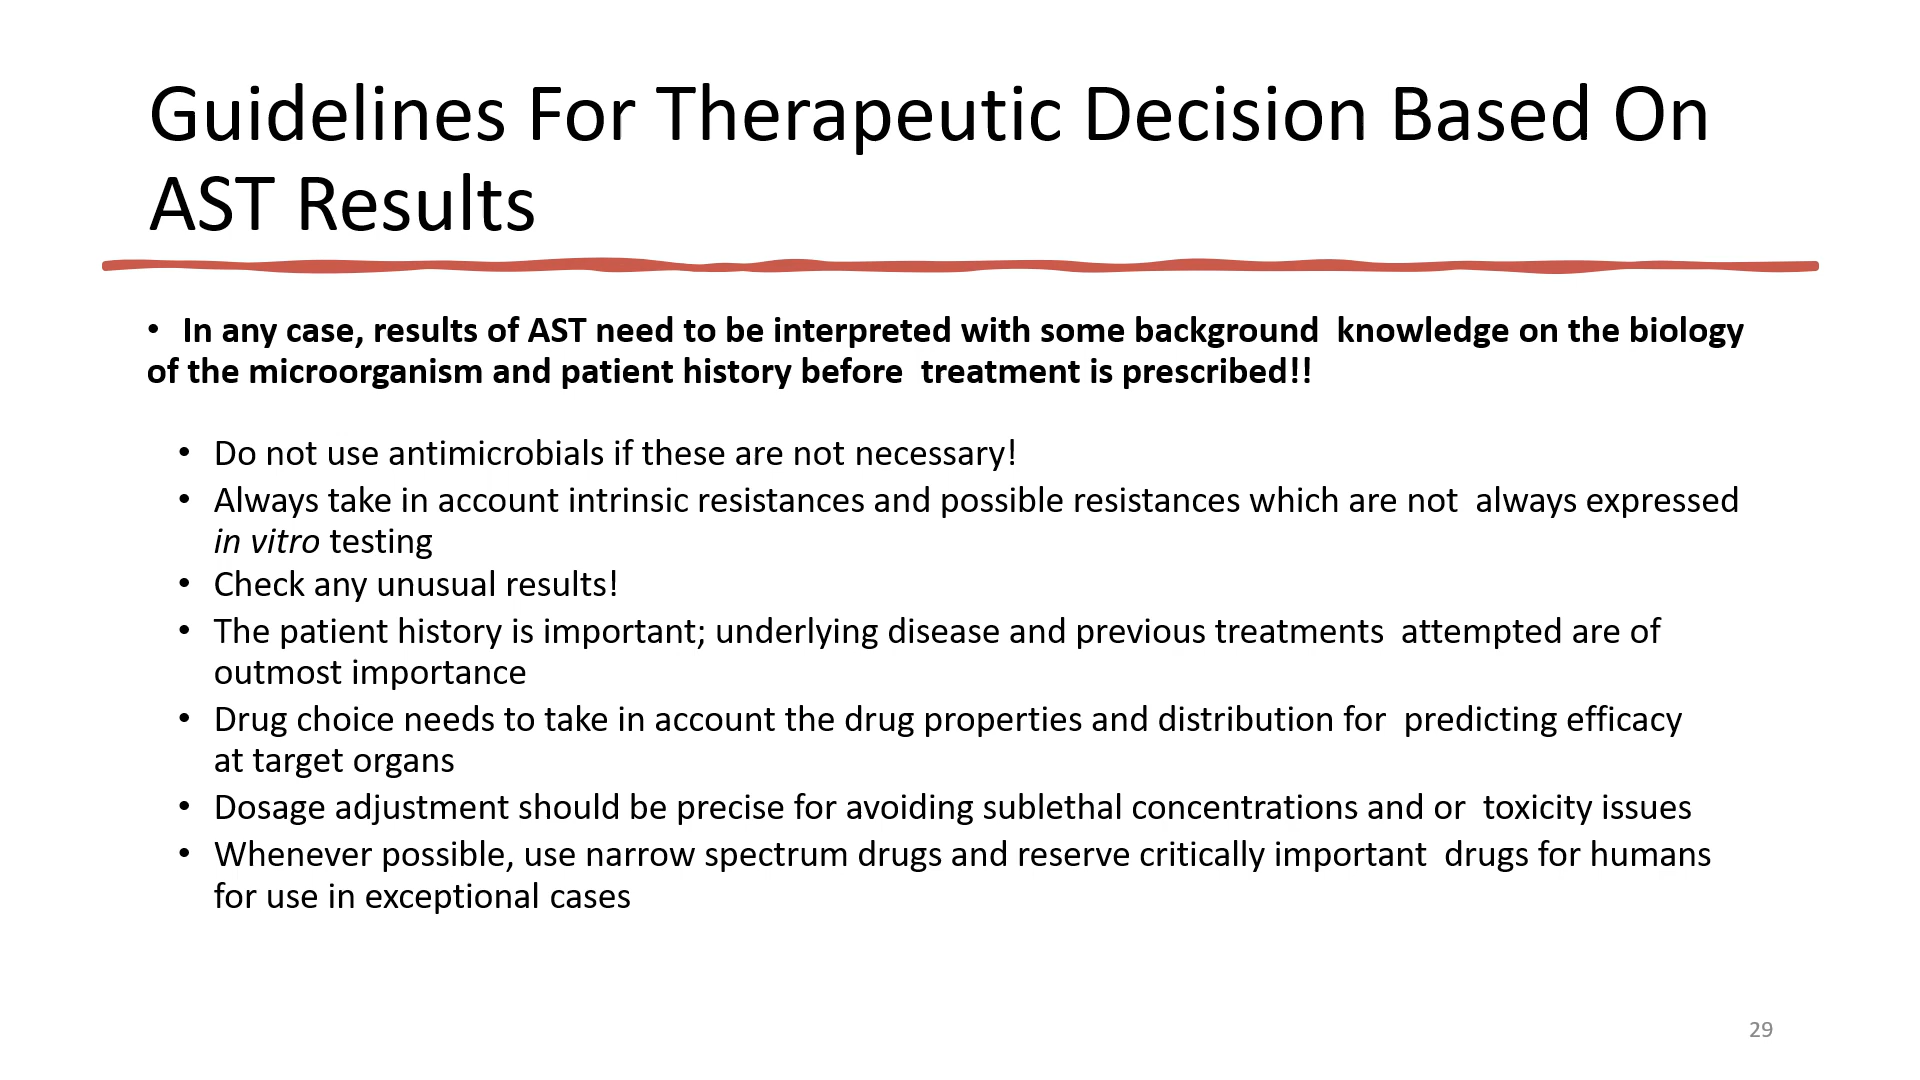 Guidelines For Therapeutic Decision Based On
AST Results
• In any case, results of AST need to be interpreted with some background  knowledge on the biology
of the microorganism and patient history before  treatment is prescribed!!
• Do not use antimicrobials if these are not necessary!
• Always take in account intrinsic resistances and possible resistances which are not  always expressed
in vitro testing
• Check any unusual results!
• The patient history is important; underlying disease and previous treatments  attempted are of
outmost importance
• Drug choice needs to take in account the drug properties and distribution for  predicting efficacy
at target organs
• Dosage adjustment should be precise for avoiding sublethal concentrations and or  toxicity issues
• Whenever possible, use narrow spectrum drugs and reserve critically important  drugs for humans
for use in exceptional cases
29